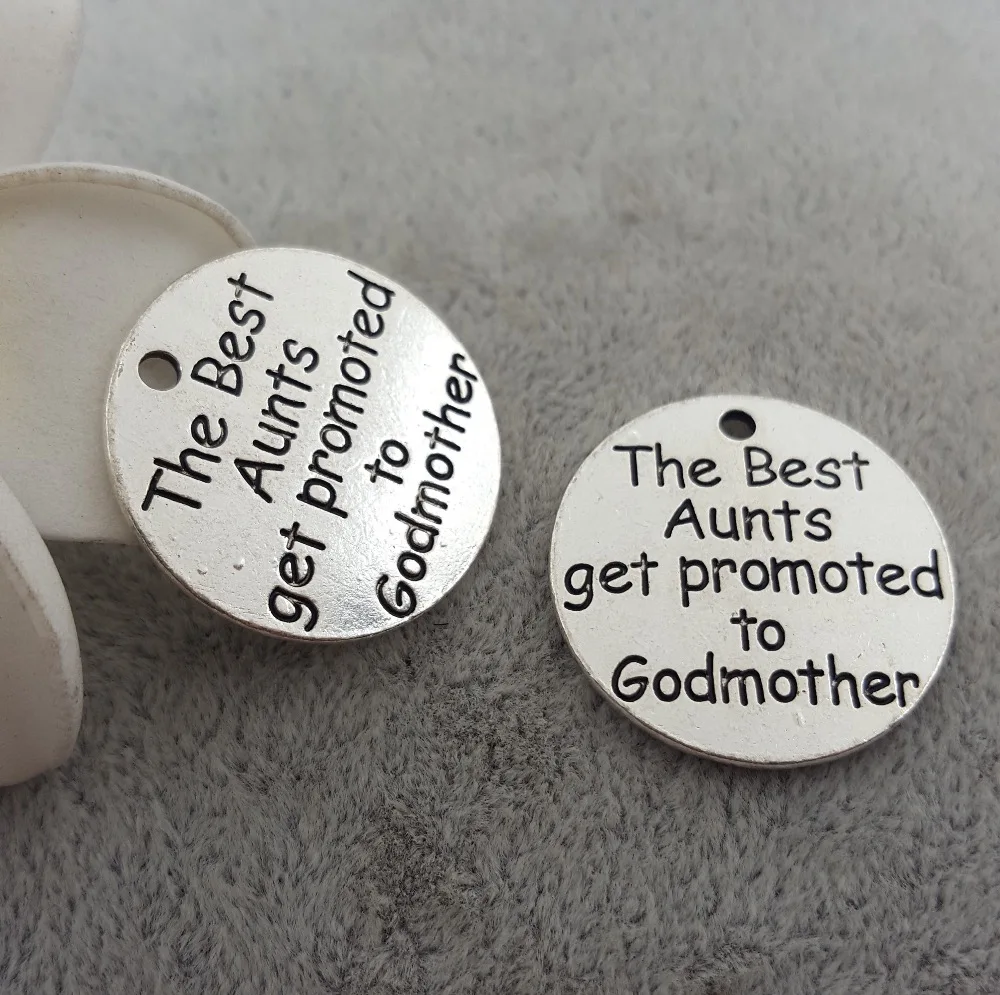 The Best
Aunts
get promoted
to
Godmother
The Best
Aunts
get promoted
to
Godmother